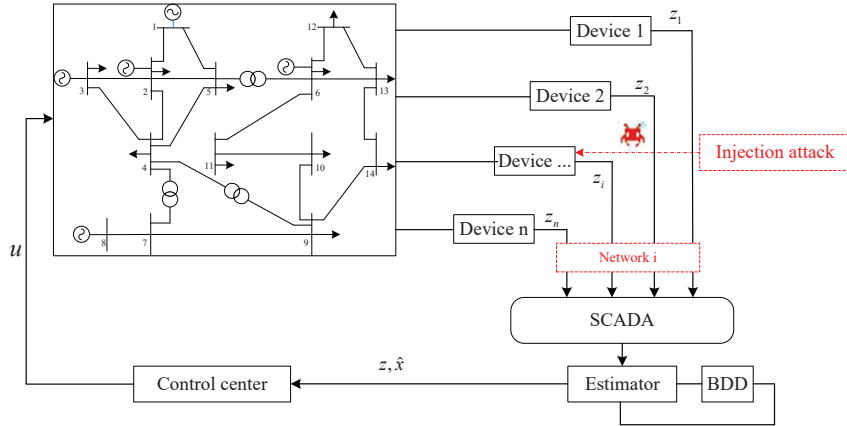 1
12
z₁
Device 1
3
2
5
6
13
Device 2
z₂
Injection attack
4
11
10
14
Device ...
zᵢ
8
7
9
Device n
zₙ
Network i
u
SCADA
z, x̂
Control center
Estimator
BDD